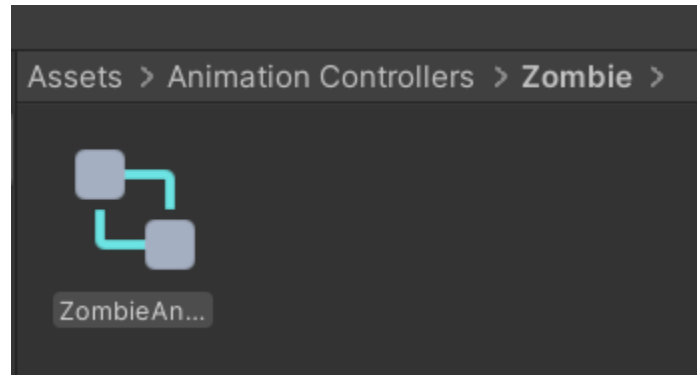 Assets > Animation Controllers > Zombie >
ZombieAn...